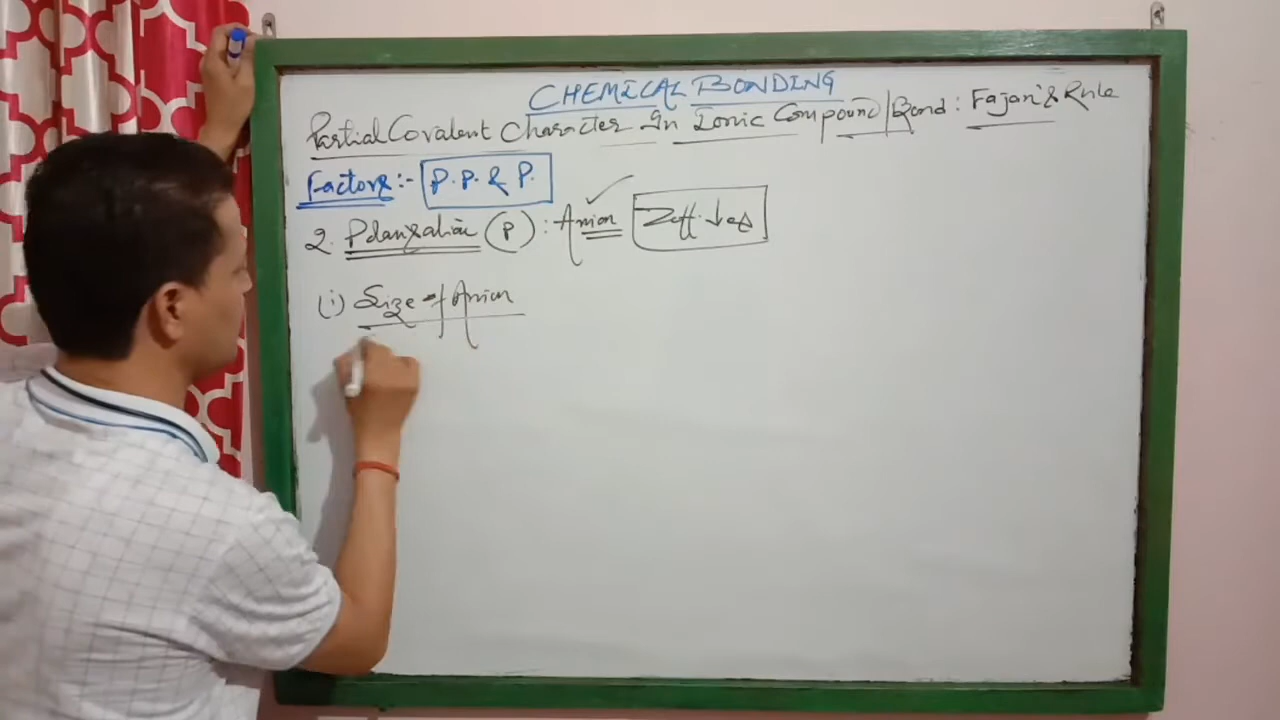 CHEMICAL BONDING
Partial Covalent Character In Ionic Compound/Bond : Fajan's Rule
Factors :- P.P. & P.
2. Polarization (P) : Anion Zeff. ↓es
(i) Size of Anion